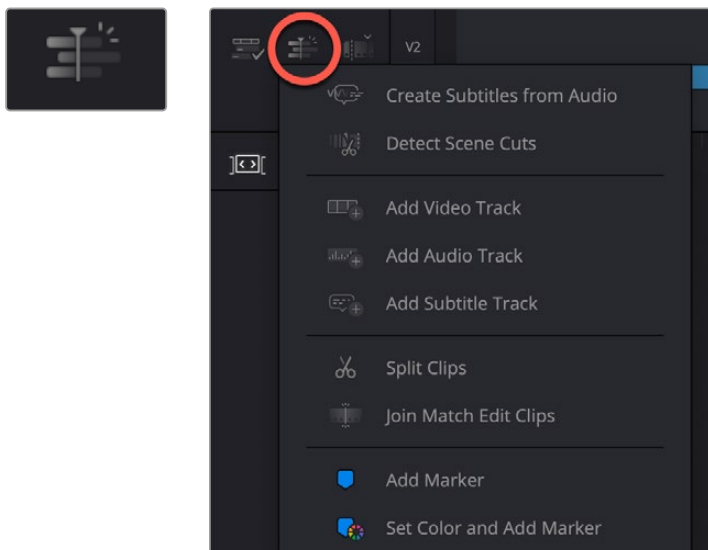 V2
Create Subtitles from Audio
Detect Scene Cuts
Add Video Track
Add Audio Track
Add Subtitle Track
Split Clips
Join Match Edit Clips
Add Marker
Set Color and Add Marker